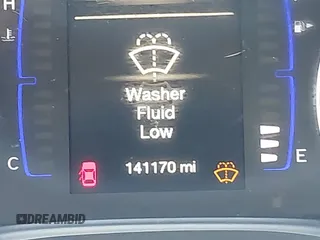 H
Washer
Fluid
Low
C
E
141170 mi
DREAMBID